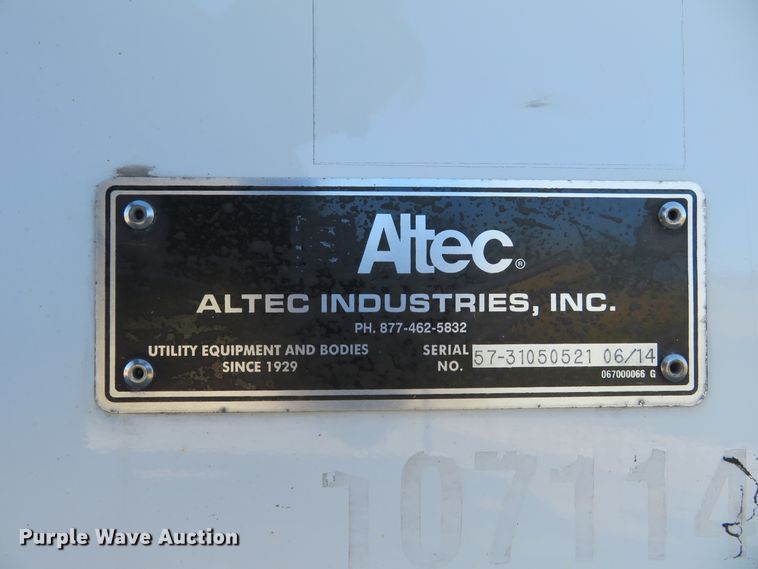 Altec®
ALTEC INDUSTRIES, INC.
PH. 877-462-5832
UTILITY EQUIPMENT AND BODIES
SINCE 1929
SERIAL NO. 57-31050521 06/14
067000066 G
107114
Purple Wave Auction